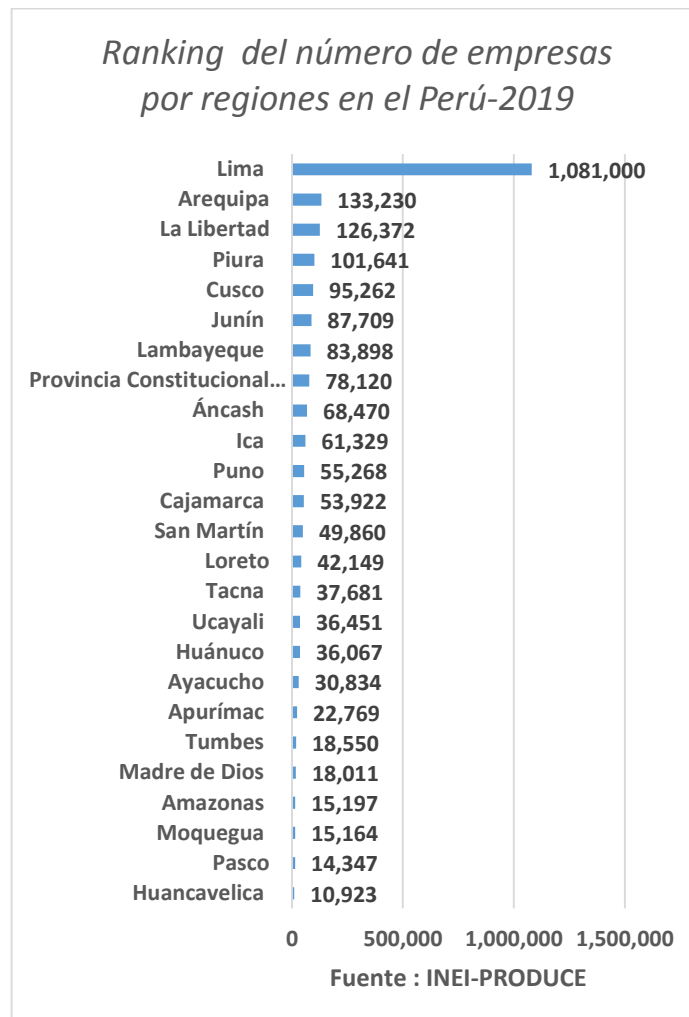 Ranking del número de empresas
por regiones en el Perú-2019
Lima 1,081,000
Arequipa 133,230
La Libertad 126,372
Piura 101,641
Cusco 95,262
Junín 87,709
Lambayeque 83,898
Provincia Constitucional… 78,120
Áncash 68,470
Ica 61,329
Puno 55,268
Cajamarca 53,922
San Martín 49,860
Loreto 42,149
Tacna 37,681
Ucayali 36,451
Huánuco 36,067
Ayacucho 30,834
Apurímac 22,769
Tumbes 18,550
Madre de Dios 18,011
Amazonas 15,197
Moquegua 15,164
Pasco 14,347
Huancavelica 10,923
0 500,000 1,000,000 1,500,000
Fuente : INEI-PRODUCE